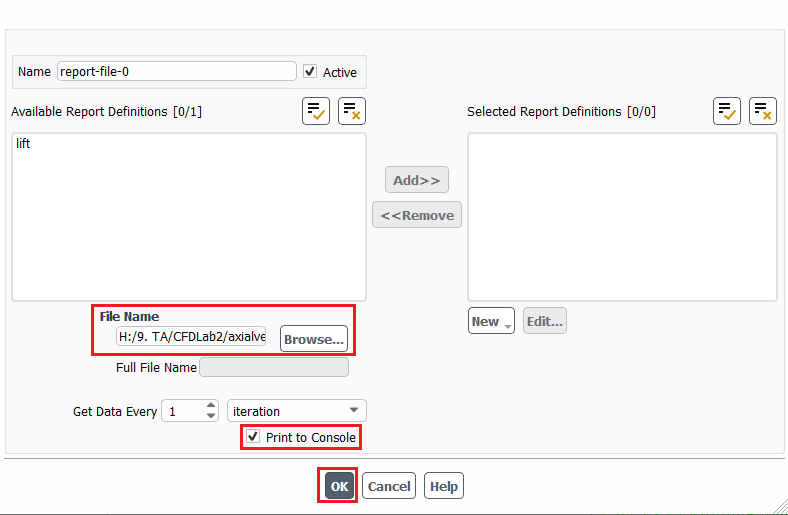 Name report-file-0 Active
Available Report Definitions [0/1]
Selected Report Definitions [0/0]
lift
Add>>
<<Remove
File Name
H:/9. TA/CFDLab2/axialve
Browse...
New
Edit...
Full File Name
Get Data Every 1 iteration
Print to Console
OK Cancel Help